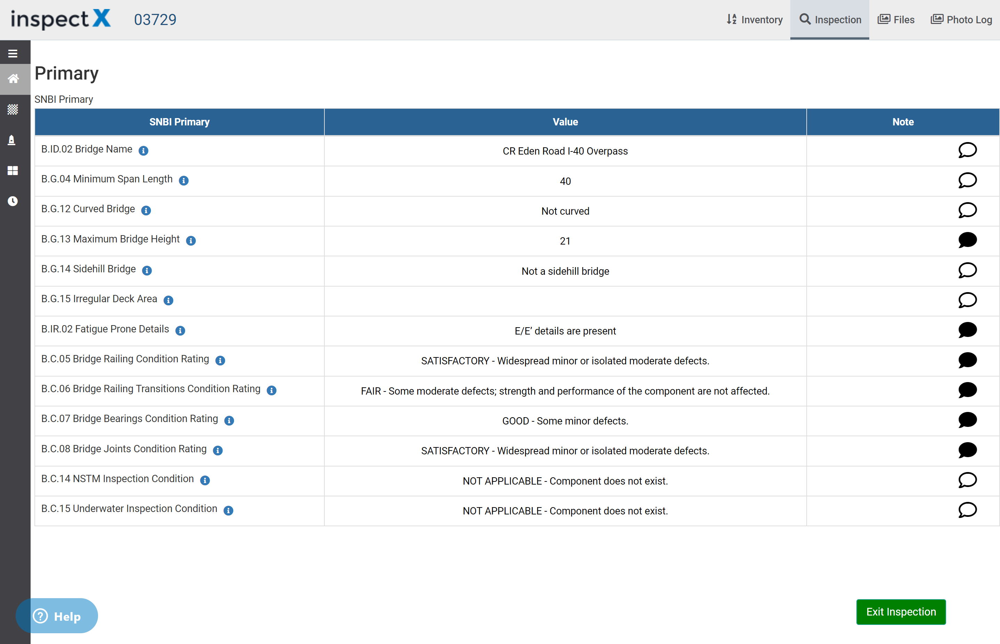 inspectX 03729 Inventory Inspection Files Photo Log
Primary
SNBI Primary
SNBI Primary Value Note
B.ID.02 Bridge Name CR Eden Road I-40 Overpass
B.G.04 Minimum Span Length 40
B.G.12 Curved Bridge Not curved
B.G.13 Maximum Bridge Height 21
B.G.14 Sidehill Bridge Not a sidehill bridge
B.G.15 Irregular Deck Area
B.IR.02 Fatigue Prone Details E/E’ details are present
B.C.05 Bridge Railing Condition Rating SATISFACTORY - Widespread minor or isolated moderate defects.
B.C.06 Bridge Railing Transitions Condition Rating FAIR - Some moderate defects; strength and performance of the component are not affected.
B.C.07 Bridge Bearings Condition Rating GOOD - Some minor defects.
B.C.08 Bridge Joints Condition Rating SATISFACTORY - Widespread minor or isolated moderate defects.
B.C.14 NSTM Inspection Condition NOT APPLICABLE - Component does not exist.
B.C.15 Underwater Inspection Condition NOT APPLICABLE - Component does not exist.
Help
Exit Inspection